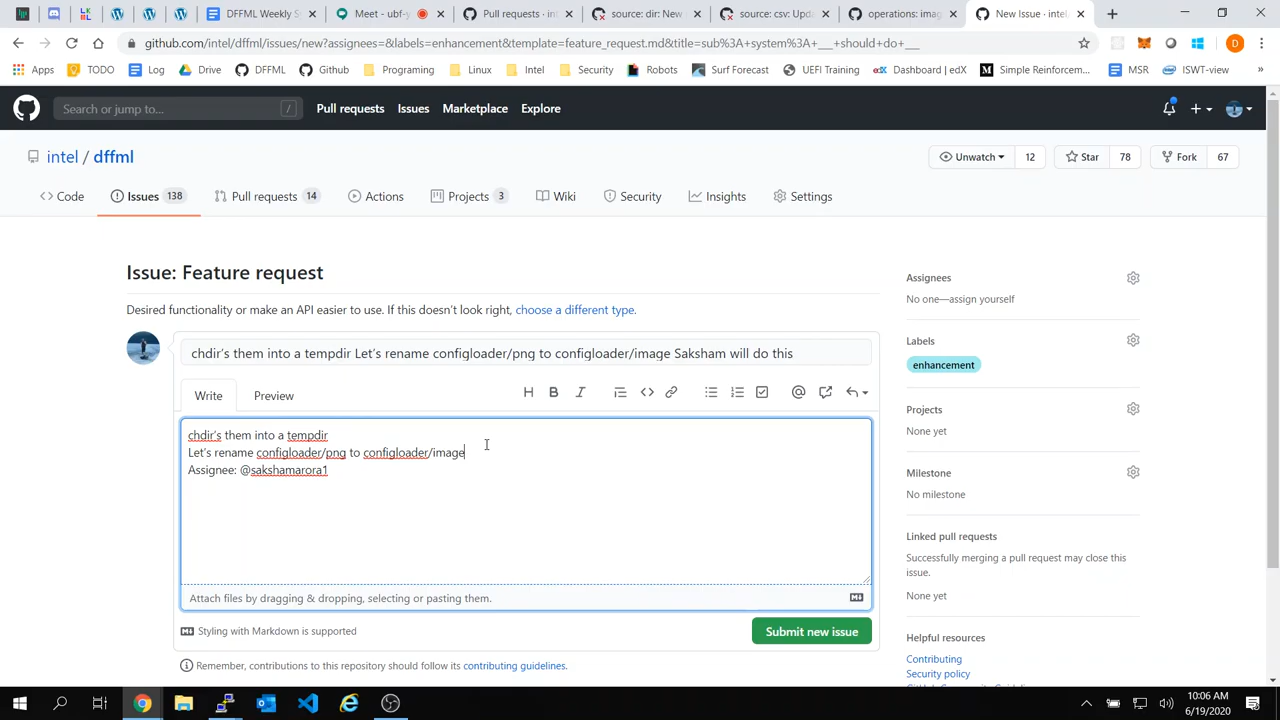 DFFML Weekly S
Meet - ubf-y
Pull requests · in
source: dir: New
source: csv: Upda
operations: imag
New Issue · intel
github.com/intel/dffml/issues/new?assignees=&labels=enhancement&template=feature_request.md&title=sub%3A+system%3A+___+should+do+___
Apps
TODO
Log
Drive
DFFML
Github
Programming
Linux
Intel
Security
Robots
Surf Forecast
UEFI Training
Dashboard | edX
Simple Reinforcem...
MSR
ISWT-view
»
Search or jump to...
/
Pull requests
Issues
Marketplace
Explore
intel / dffml
Unwatch
12
Star
78
Fork
67
Code
Issues 138
Pull requests 14
Actions
Projects 3
Wiki
Security
Insights
Settings
Issue: Feature request
Desired functionality or make an API easier to use. If this doesn't look right, choose a different type.
chdir's them into a tempdir Let's rename configloader/png to configloader/image Saksham will do this
Write
Preview
chdir's them into a tempdir
Let's rename configloader/png to configloader/image
Assignee: @sakshamarora1
Attach files by dragging & dropping, selecting or pasting them.
Styling with Markdown is supported
Submit new issue
Remember, contributions to this repository should follow its contributing guidelines.
Assignees
No one—assign yourself
Labels
enhancement
Projects
None yet
Milestone
No milestone
Linked pull requests
Successfully merging a pull request may close this
issue.
None yet
Helpful resources
Contributing
Security policy
10:06 AM
6/19/2020